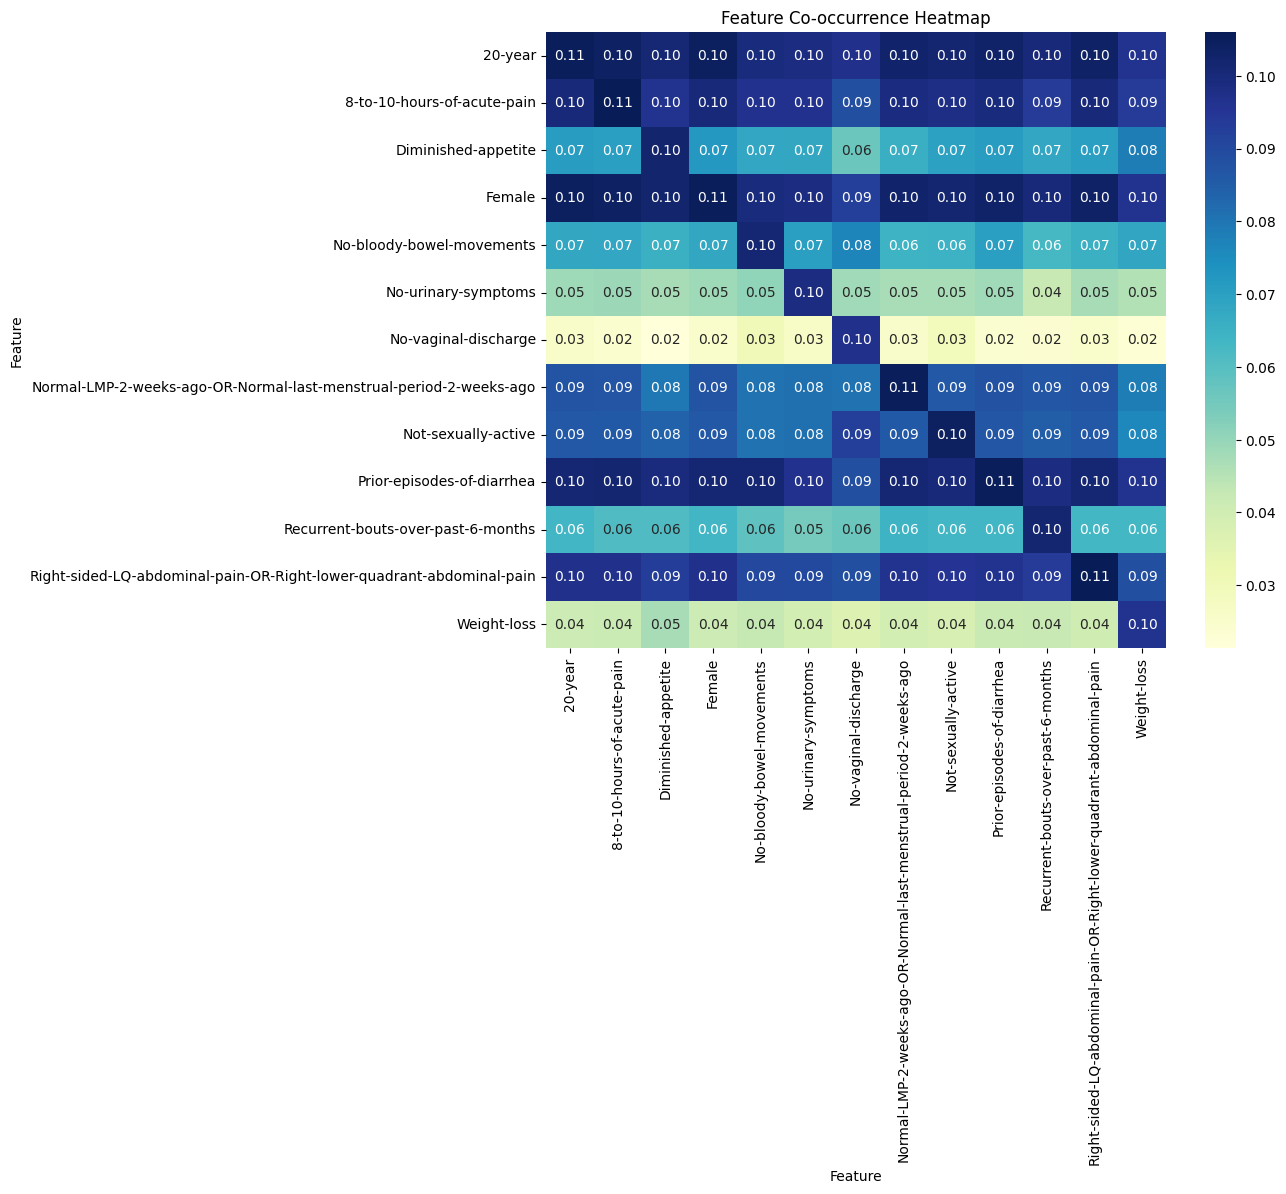 Feature Co-occurrence Heatmap
Feature
20-year 0.11 0.10 0.10 0.10 0.10 0.10 0.10 0.10 0.10 0.10 0.10 0.10 0.10
8-to-10-hours-of-acute-pain 0.10 0.11 0.10 0.10 0.10 0.10 0.09 0.10 0.10 0.10 0.09 0.10 0.09
Diminished-appetite 0.07 0.07 0.10 0.07 0.07 0.07 0.06 0.07 0.07 0.07 0.07 0.07 0.08
Female 0.10 0.10 0.10 0.11 0.10 0.10 0.09 0.10 0.10 0.10 0.10 0.10 0.10
No-bloody-bowel-movements 0.07 0.07 0.07 0.07 0.10 0.07 0.08 0.06 0.06 0.07 0.06 0.07 0.07
No-urinary-symptoms 0.05 0.05 0.05 0.05 0.05 0.10 0.05 0.05 0.05 0.05 0.04 0.05 0.05
No-vaginal-discharge 0.03 0.02 0.02 0.02 0.03 0.03 0.10 0.03 0.03 0.02 0.02 0.03 0.02
Normal-LMP-2-weeks-ago-OR-Normal-last-menstrual-period-2-weeks-ago 0.09 0.09 0.08 0.09 0.08 0.08 0.08 0.11 0.09 0.09 0.09 0.09 0.08
Not-sexually-active 0.09 0.09 0.08 0.09 0.08 0.08 0.09 0.09 0.10 0.09 0.09 0.09 0.08
Prior-episodes-of-diarrhea 0.10 0.10 0.10 0.10 0.10 0.10 0.09 0.10 0.10 0.11 0.10 0.10 0.10
Recurrent-bouts-over-past-6-months 0.06 0.06 0.06 0.06 0.06 0.05 0.06 0.06 0.06 0.06 0.10 0.06 0.06
Right-sided-LQ-abdominal-pain-OR-Right-lower-quadrant-abdominal-pain 0.10 0.10 0.09 0.10 0.09 0.09 0.09 0.10 0.10 0.10 0.09 0.11 0.09
Weight-loss 0.04 0.04 0.05 0.04 0.04 0.04 0.04 0.04 0.04 0.04 0.04 0.04 0.10
20-year
8-to-10-hours-of-acute-pain
Diminished-appetite
Female
No-bloody-bowel-movements
No-urinary-symptoms
No-vaginal-discharge
Normal-LMP-2-weeks-ago-OR-Normal-last-menstrual-period-2-weeks-ago
Not-sexually-active
Prior-episodes-of-diarrhea
Recurrent-bouts-over-past-6-months
Right-sided-LQ-abdominal-pain-OR-Right-lower-quadrant-abdominal-pain
Weight-loss
Feature
0.10
0.09
0.08
0.07
0.06
0.05
0.04
0.03